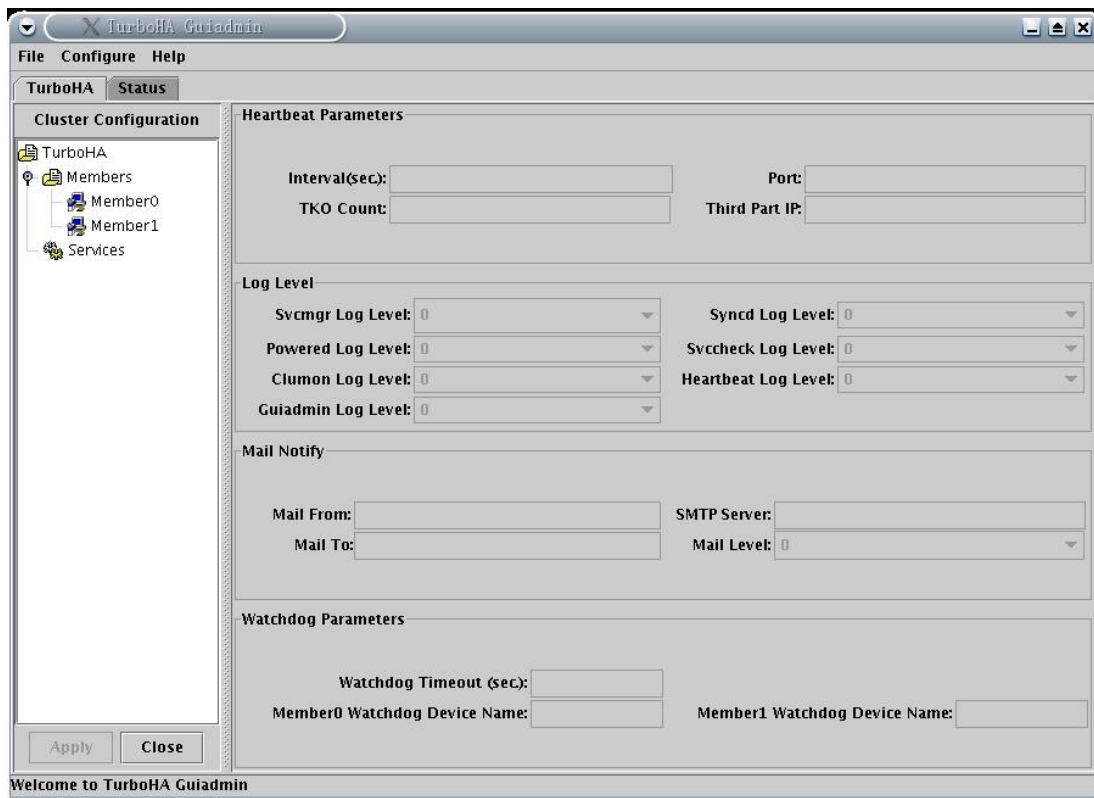 TurboHA Guiadmin
File Configure Help
TurboHA Status
Cluster Configuration
TurboHA
Members
Member0
Member1
Services
Apply Close
Heartbeat Parameters
Interval(sec.): Port:
TKO Count: Third Part IP:
Log Level
Svcmgr Log Level: 0 Syncd Log Level: 0
Powered Log Level: 0 Svccheck Log Level: 0
Clumon Log Level: 0 Heartbeat Log Level: 0
Guiadmin Log Level: 0
Mail Notify
Mail From: SMTP Server:
Mail To: Mail Level: 0
Watchdog Parameters
Watchdog Timeout (sec.):
Member0 Watchdog Device Name: Member1 Watchdog Device Name:
Welcome to TurboHA Guiadmin